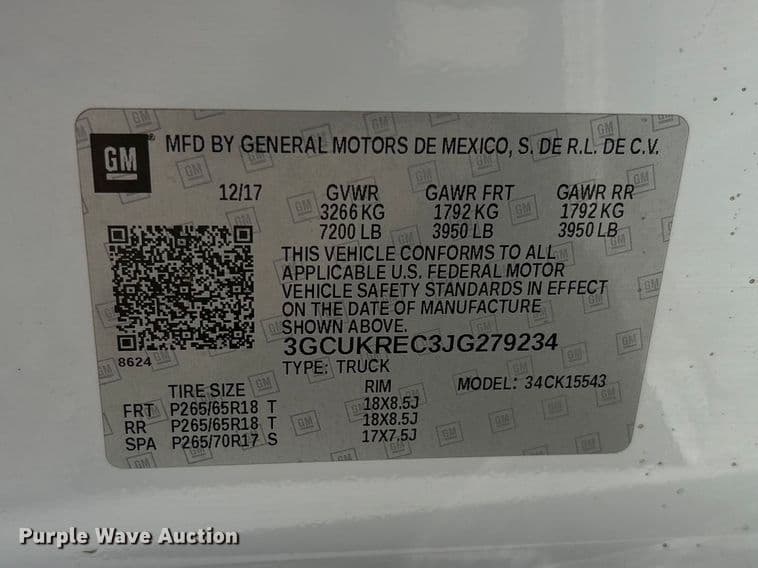 GM ® MFD BY GENERAL MOTORS DE MEXICO, S. DE R.L. DE C.V.
12/17 GVWR GAWR FRT GAWR RR
3266 KG 1792 KG 1792 KG
7200 LB 3950 LB 3950 LB
THIS VEHICLE CONFORMS TO ALL
APPLICABLE U.S. FEDERAL MOTOR
VEHICLE SAFETY STANDARDS IN EFFECT
ON THE DATE OF MANUFACTURE
SHOWN ABOVE.
8624
3GCUKREC3JG279234
TYPE: TRUCK MODEL: 34CK15543
TIRE SIZE RIM
FRT P265/65R18 T 18X8.5J
RR P265/65R18 T 18X8.5J
SPA P265/70R17 S 17X7.5J
Purple Wave Auction